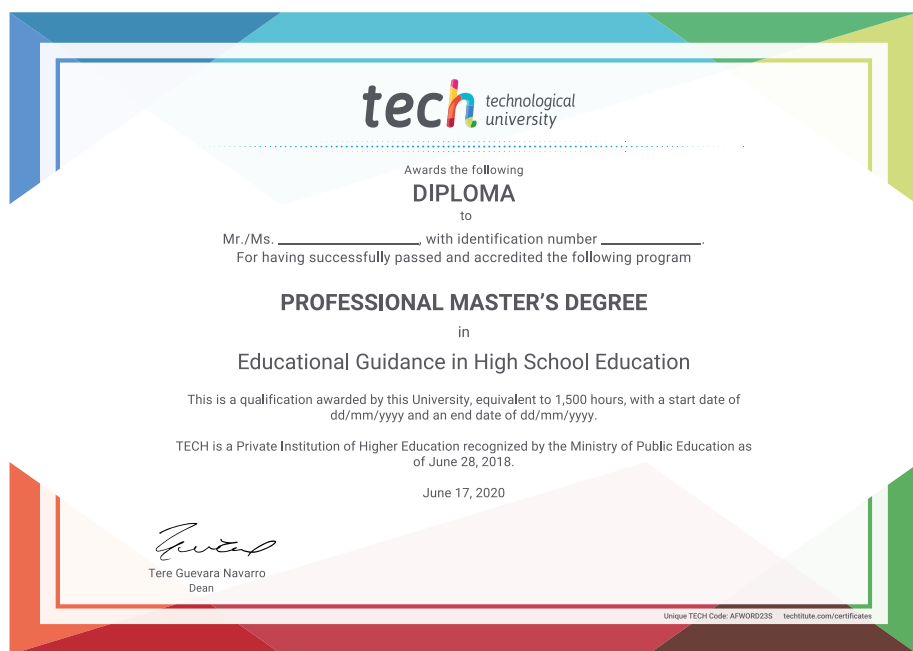 tech technological
university
Awards the following
DIPLOMA
to
Mr./Ms. ________________, with identification number ____________.
For having successfully passed and accredited the following program
PROFESSIONAL MASTER'S DEGREE
in
Educational Guidance in High School Education
This is a qualification awarded by this University, equivalent to 1,500 hours, with a start date of
dd/mm/yyyy and an end date of dd/mm/yyyy.
TECH is a Private Institution of Higher Education recognized by the Ministry of Public Education as
of June 28, 2018.
June 17, 2020
Tere Guevara Navarro
Dean
Unique TECH Code: AFWORD23S techtitute.com/certificates